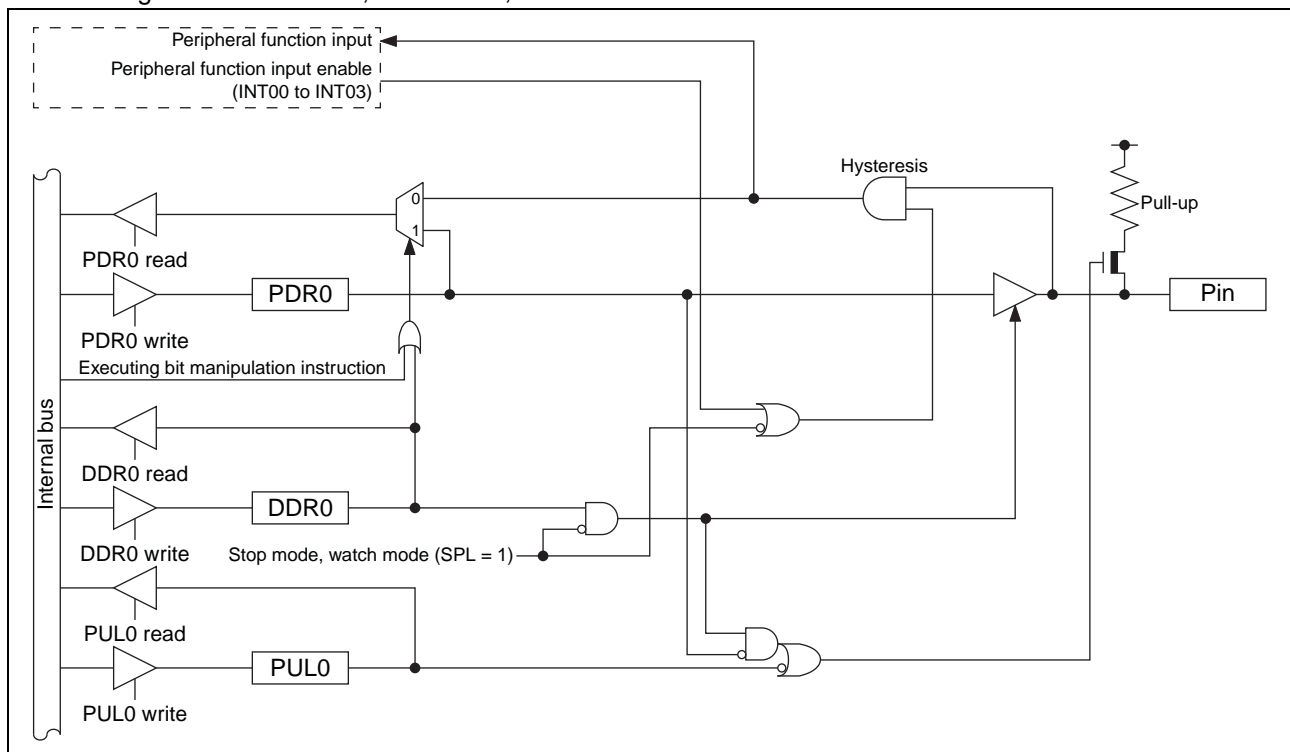 Peripheral function input
Peripheral function input enable
(INT00 to INT03)
Hysteresis
Pull-up
0
1
PDR0 read
PDR0
Pin
PDR0 write
Executing bit manipulation instruction
Internal bus
DDR0 read
DDR0
DDR0 write
Stop mode, watch mode (SPL = 1)
PUL0 read
PUL0
PUL0 write